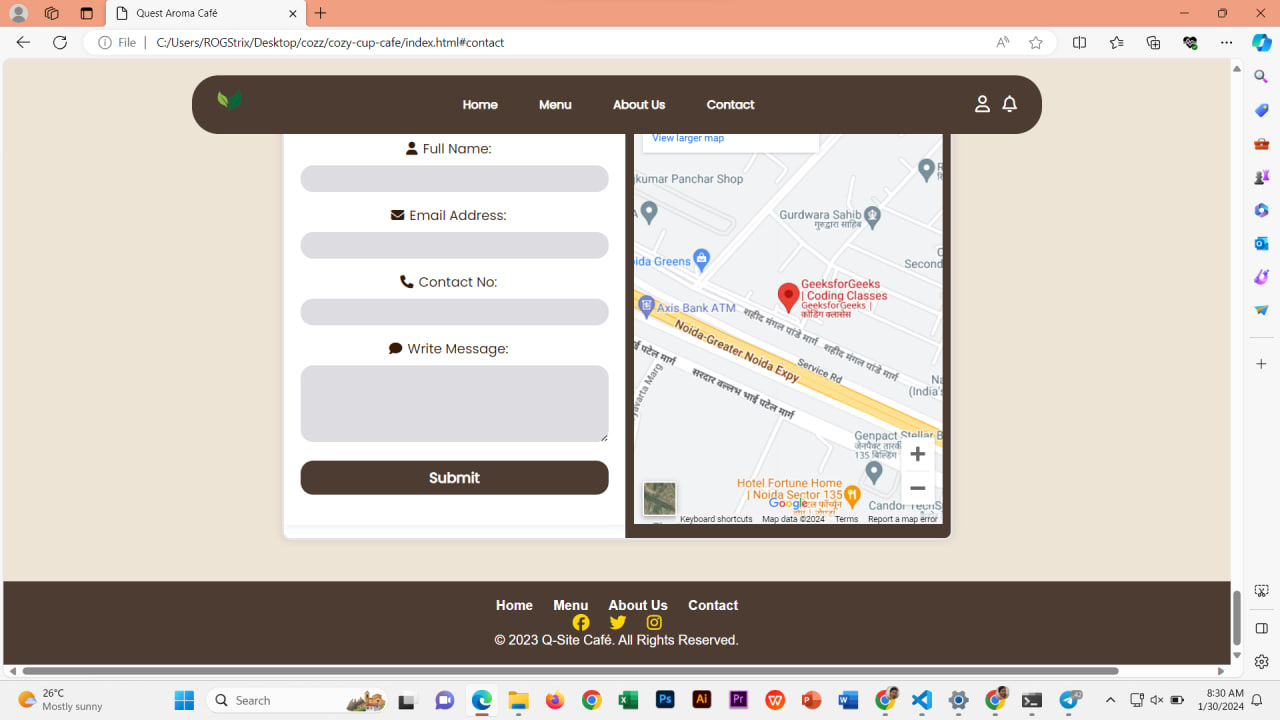 Quest Aroma Café
File | C:/Users/ROGStrix/Desktop/cozz/cozy-cup-cafe/index.html#contact
Home Menu About Us Contact
Full Name:
Email Address:
Contact No:
Write Message:
Submit
View larger map
jkumar Panchar Shop
Gurdwara Sahib
गुरुद्वारा साहिब
ida Greens
Second
GeeksforGeeks
| Coding Classes
GeeksforGeeks |
कोडिंग क्लासेस
Axis Bank ATM
शहीद मंगल पांडे मार्ग
शहीद मंगल पांडे मार्ग
Noida-Greater Noida Expy
Service Rd
पटेल मार्ग
सरदार वल्लभ भाई पटेल मार्ग
yavarta Marg
Na
(India's
Genpact Stellar B
135 बिल्डिंग
Hotel Fortune Home
| Noida Sector 135
Google
Candor TechS
Keyboard shortcuts Map data ©2024 Terms Report a map error
Home Menu About Us Contact
© 2023 Q-Site Café. All Rights Reserved.
26°C
Mostly sunny
Search
8:30 AM
1/30/2024